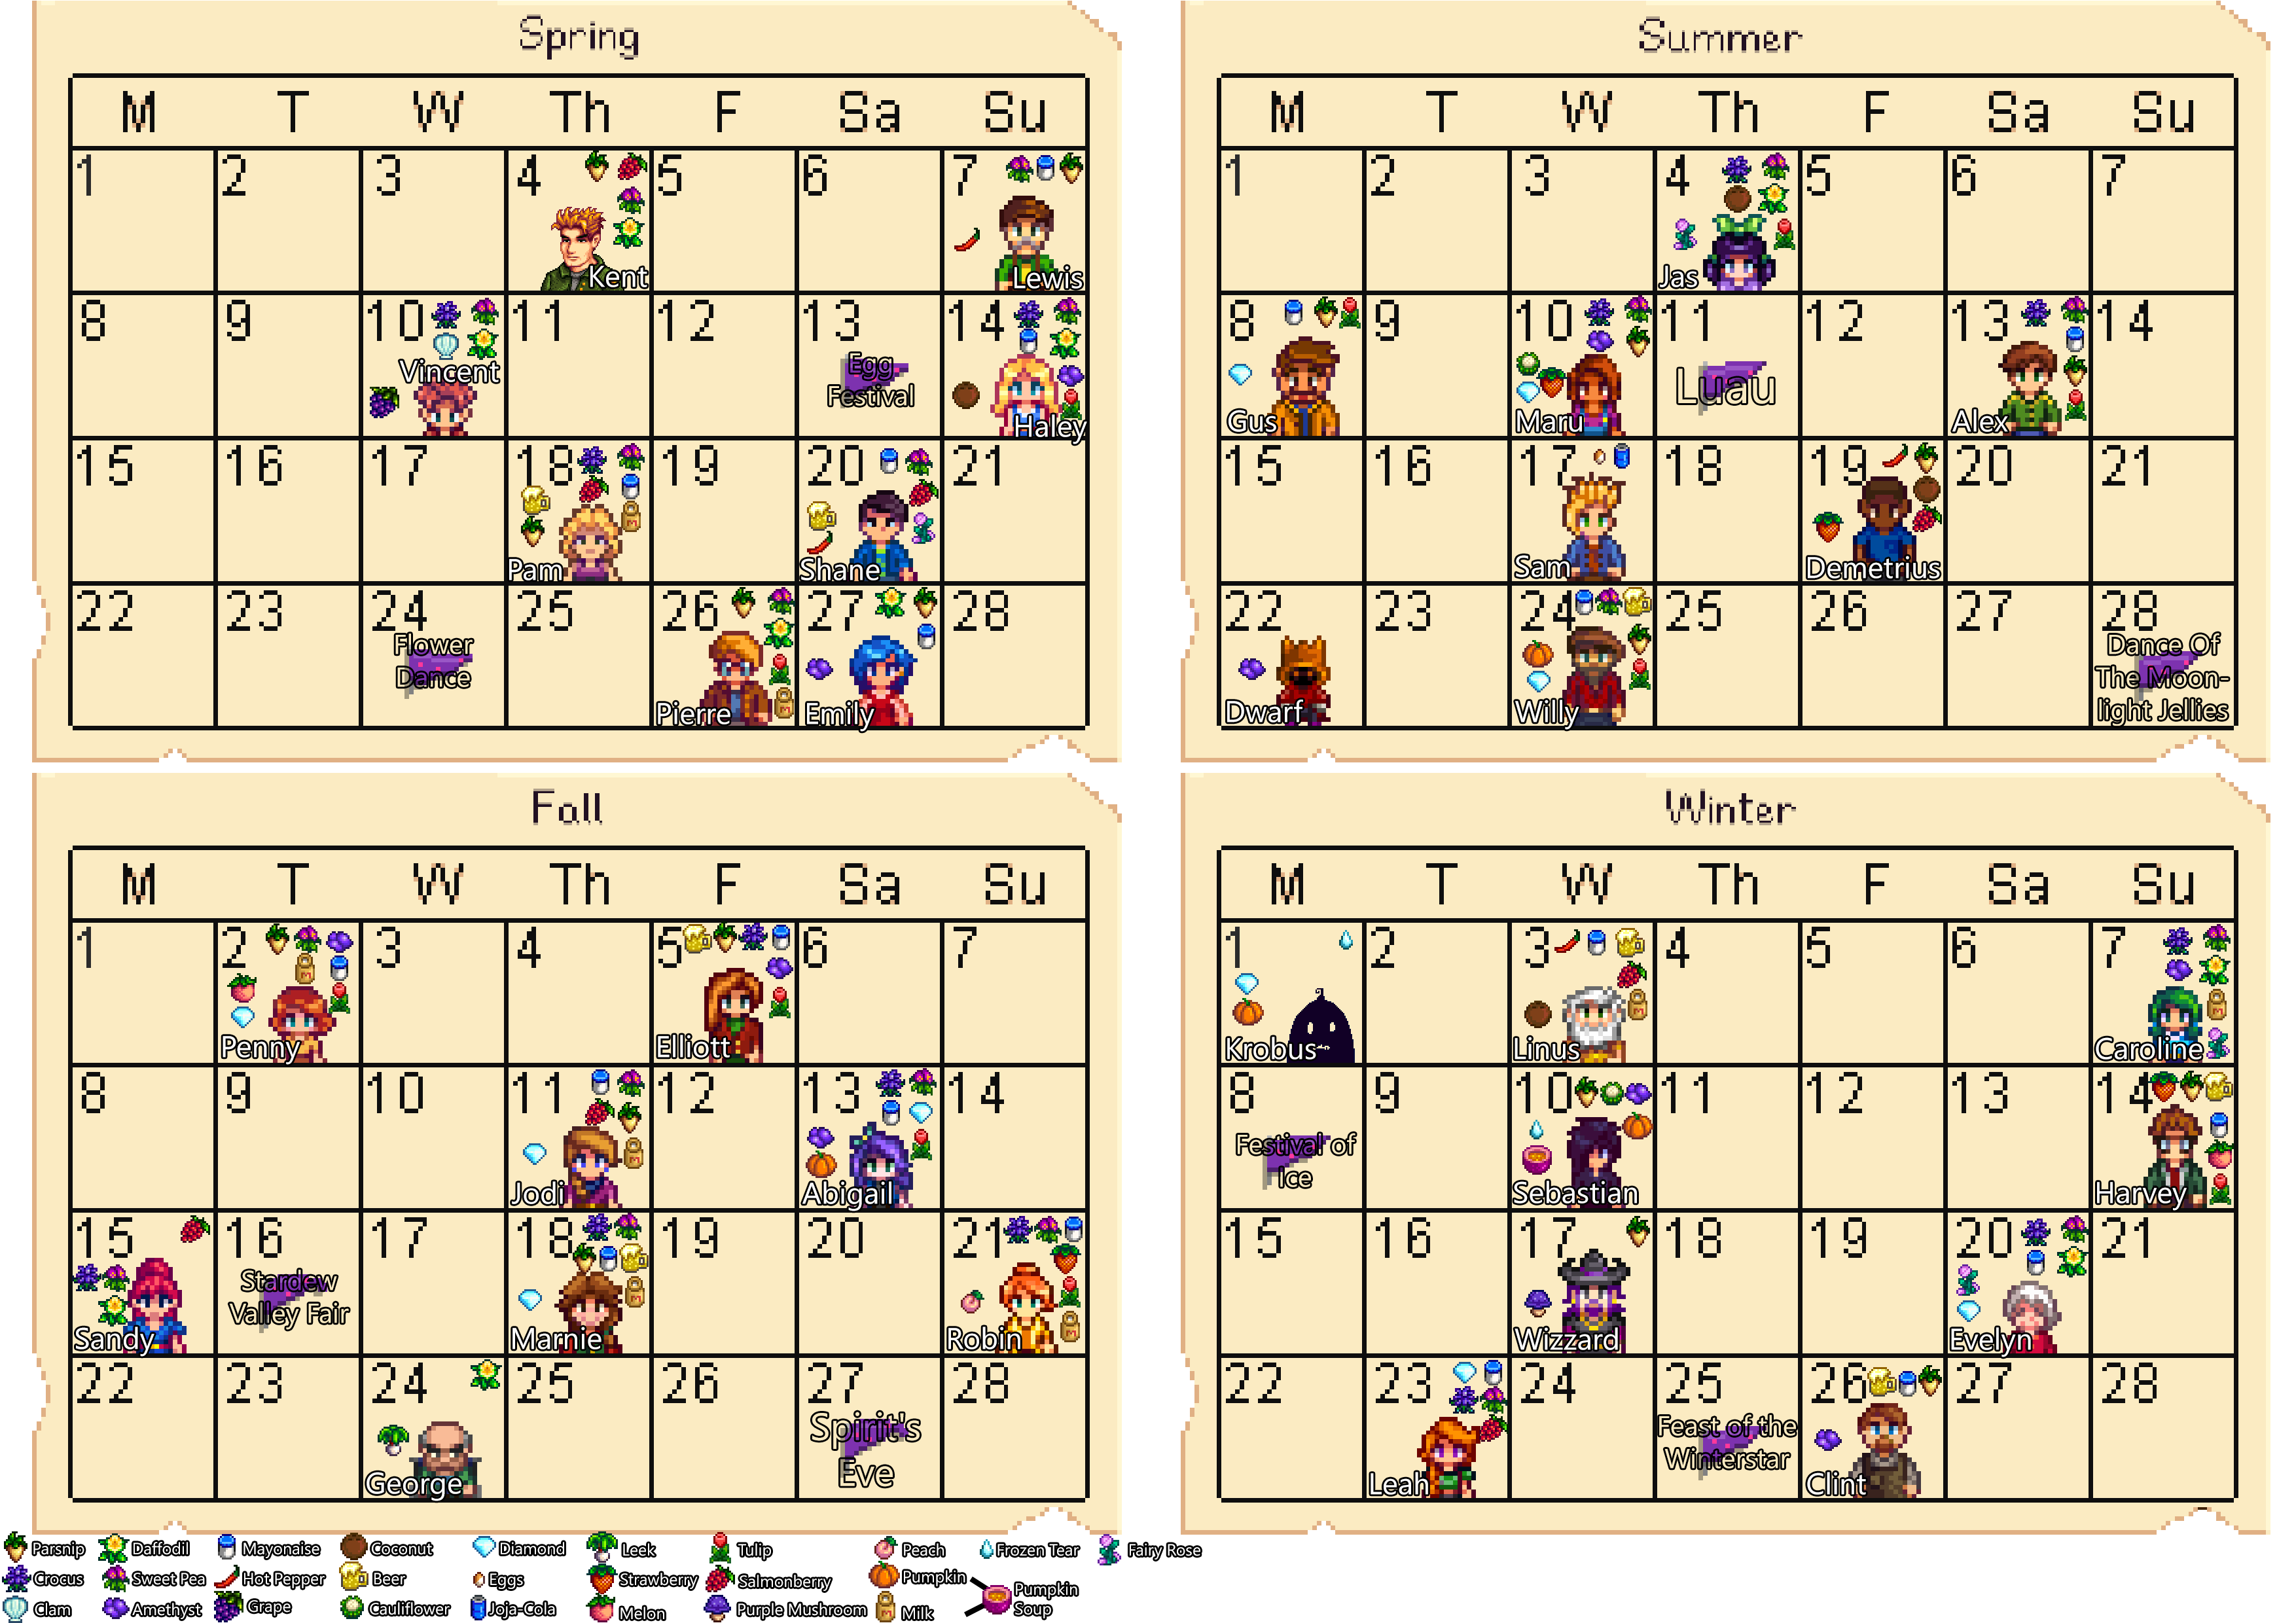 Spring
M T W Th F Sa Su
1 2 3 4 5 6 7
Kent Lewis
8 9 10 11 12 13 14
Vincent Egg
Festival
Haley
15 16 17 18 19 20 21
Pam Shane
22 23 24 25 26 27 28
Flower
Dance
Pierre Emily
Summer
M T W Th F Sa Su
1 2 3 4 5 6 7
Jas
8 9 10 11 12 13 14
Luau
Gus Maru Alex
15 16 17 18 19 20 21
Sam Demetrius
22 23 24 25 26 27 28
Dance Of
The Moon-
light Jellies
Dwarf Willy
Fall
M T W Th F Sa Su
1 2 3 4 5 6 7
Penny Elliott
8 9 10 11 12 13 14
Jodi Abigail
15 16 17 18 19 20 21
Stardew
Valley Fair
Sandy Marnie Robin
22 23 24 25 26 27 28
Spirit's
Eve
George
Winter
M T W Th F Sa Su
1 2 3 4 5 6 7
Krobus Linus Caroline
8 9 10 11 12 13 14
Festival of
Ice
Sebastian Harvey
15 16 17 18 19 20 21
Wizzard Evelyn
22 23 24 25 26 27 28
Feast of the
Winterstar
Leah Clint
Parsnip Daffodil Mayonaise Coconut Diamond Leek Tulip Peach Frozen Tear Fairy Rose
Crocus Sweet Pea Hot Pepper Beer Eggs Strawberry Salmonberry Pumpkin Pumpkin
Soup
Clam Amethyst Grape Cauliflower Joja-Cola Melon Purple Mushroom Milk